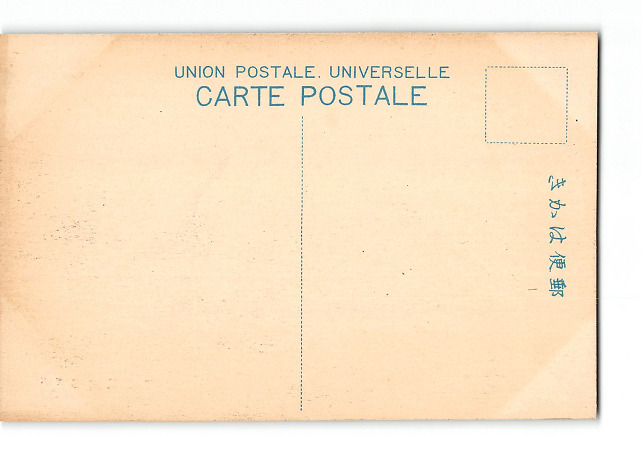 UNION POSTALE. UNIVERSELLE
CARTE POSTALE
郵便はかき